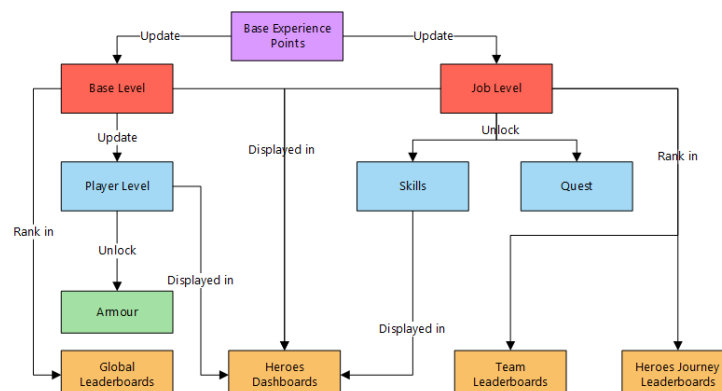 Base Experience
Points
Update
Update
Base Level
Job Level
Update
Displayed in
Unlock
Rank in
Player Level
Skills
Quest
Rank in
Unlock
Displayed in
Armour
Displayed in
Global
Leaderboards
Heroes
Dashboards
Team
Leaderboards
Heroes Journey
Leaderboards